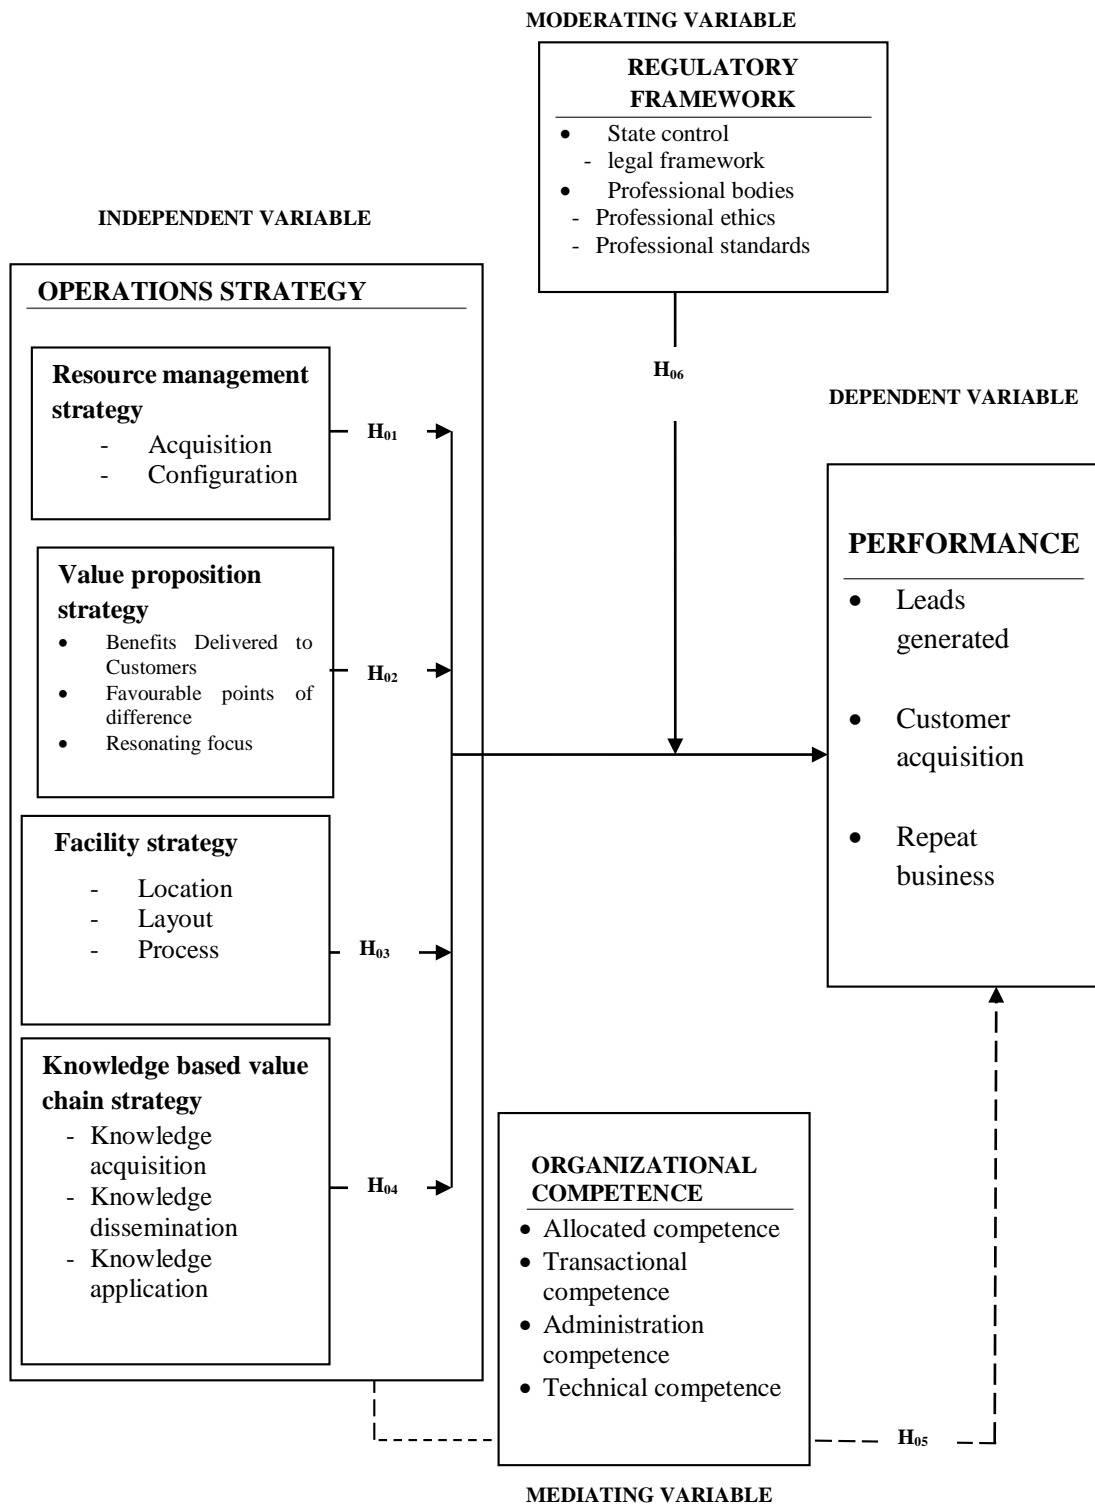 MODERATING VARIABLE
REGULATORY
FRAMEWORK
• State control
- legal framework
• Professional bodies
- Professional ethics
- Professional standards
H06
INDEPENDENT VARIABLE
OPERATIONS STRATEGY
Resource management
strategy
- Acquisition
- Configuration
H01
Value proposition
strategy
• Benefits Delivered to
Customers
• Favourable points of
difference
• Resonating focus
H02
Facility strategy
- Location
- Layout
- Process
H03
Knowledge based value
chain strategy
- Knowledge
acquisition
- Knowledge
dissemination
- Knowledge
application
H04
DEPENDENT VARIABLE
PERFORMANCE
• Leads
generated
• Customer
acquisition
• Repeat
business
ORGANIZATIONAL
COMPETENCE
• Allocated competence
• Transactional
competence
• Administration
competence
• Technical competence
H05
MEDIATING VARIABLE